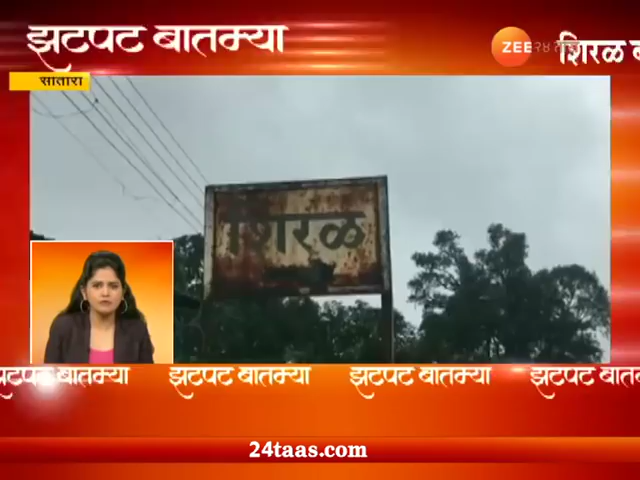 झटपट बातम्या
ZEE २४ तास
शिरळ ब
सातारा
शिरळ
झटपट बातम्या झटपट बातम्या झटपट बातम्या झटपट बातम्या
24taas.com